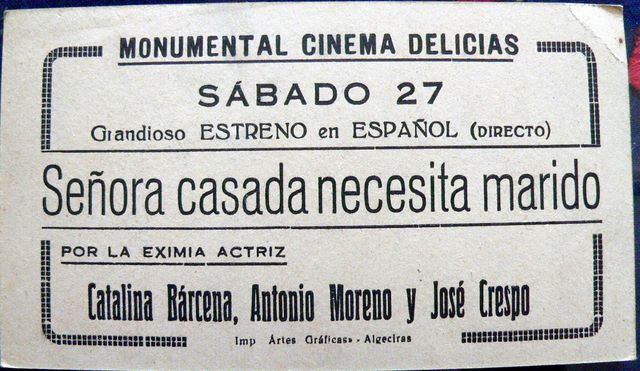 MONUMENTAL CINEMA DELICIAS
SÁBADO 27
Grandioso ESTRENO en ESPAÑOL (DIRECTO)
Señora casada necesita marido
POR LA EXIMIA ACTRIZ
Catalina Bárcena, Antonio Moreno y José Crespo
Imp Artes Gráficas» - Algeciras